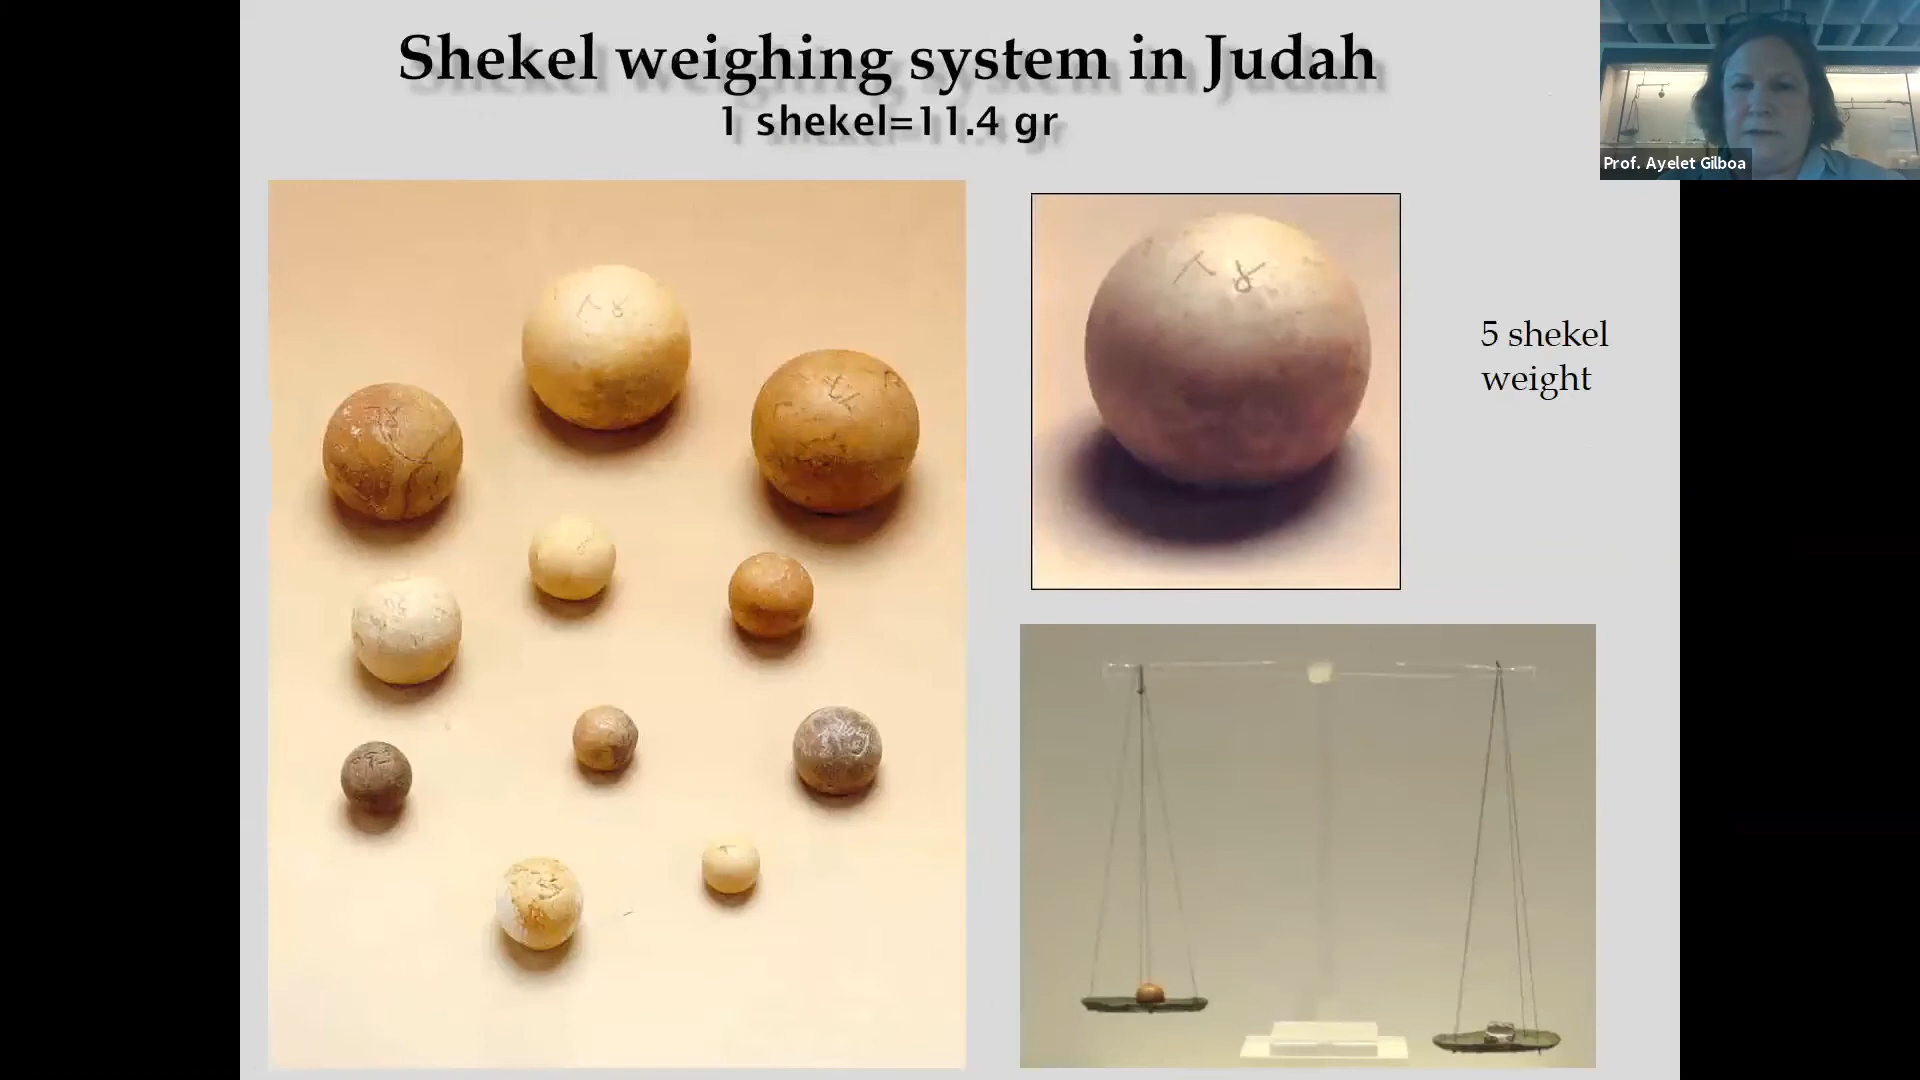 Shekel weighing system in Judah
1 shekel=11.4 gr
Prof. Ayelet Gilboa
5 shekel
weight